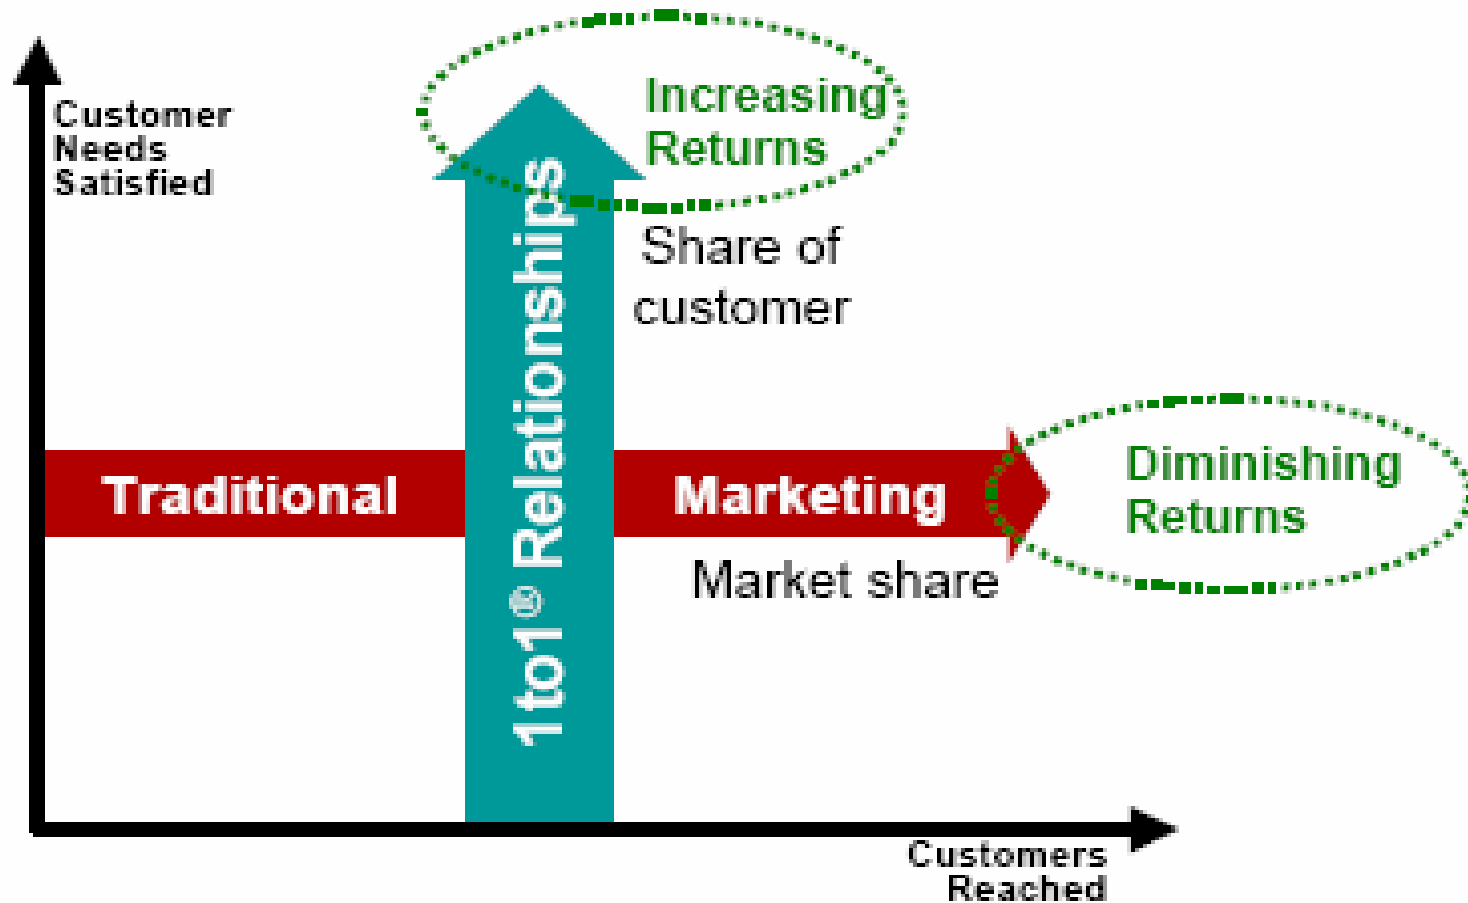 Customer
Needs
Satisfied
Increasing
Returns
Share of
customer
1to1® Relationships
Traditional Marketing
Diminishing
Returns
Market share
Customers
Reached